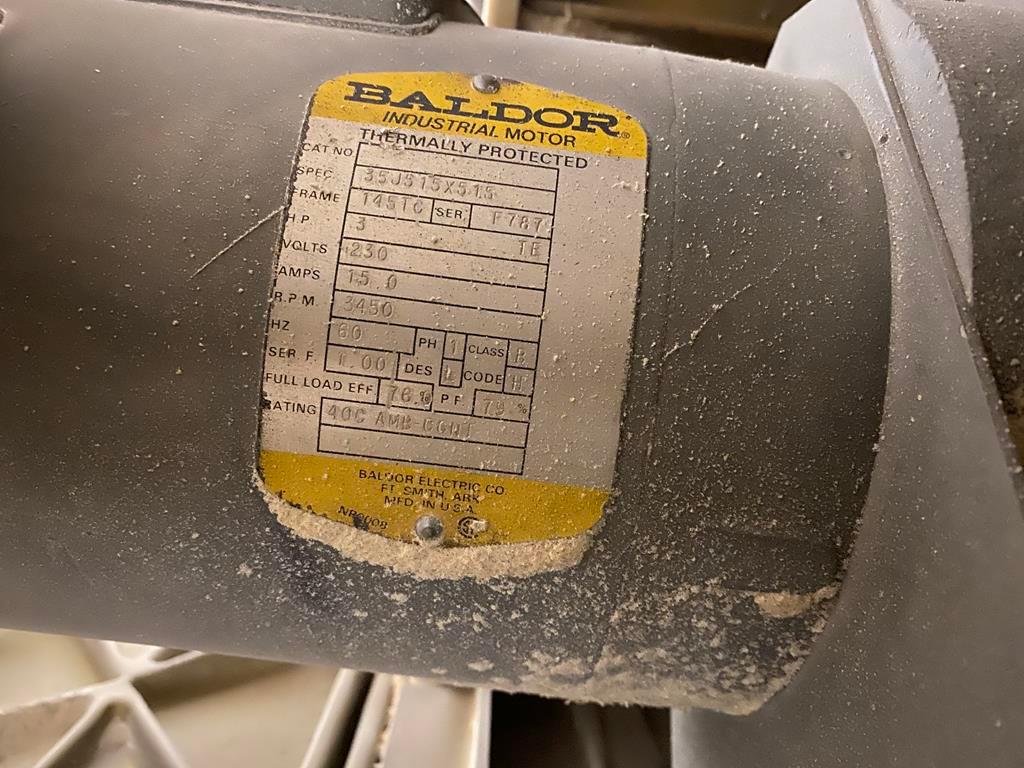 BALDOR®
INDUSTRIAL MOTOR
THERMALLY PROTECTED
CAT NO
SPEC. 35J515X515
FRAME 145TC SER. F787
H.P. 3 TE
VOLTS 230
AMPS 15.0
R.P.M. 3450
HZ 60 PH 1 CLASS B
SER. F. 1.00 DES L CODE H
FULL LOAD EFF 76.% P F 79 %
RATING 40C AMB-CONT
BALDOR ELECTRIC CO.
FT. SMITH, ARK.
MFD. IN U.S.A.